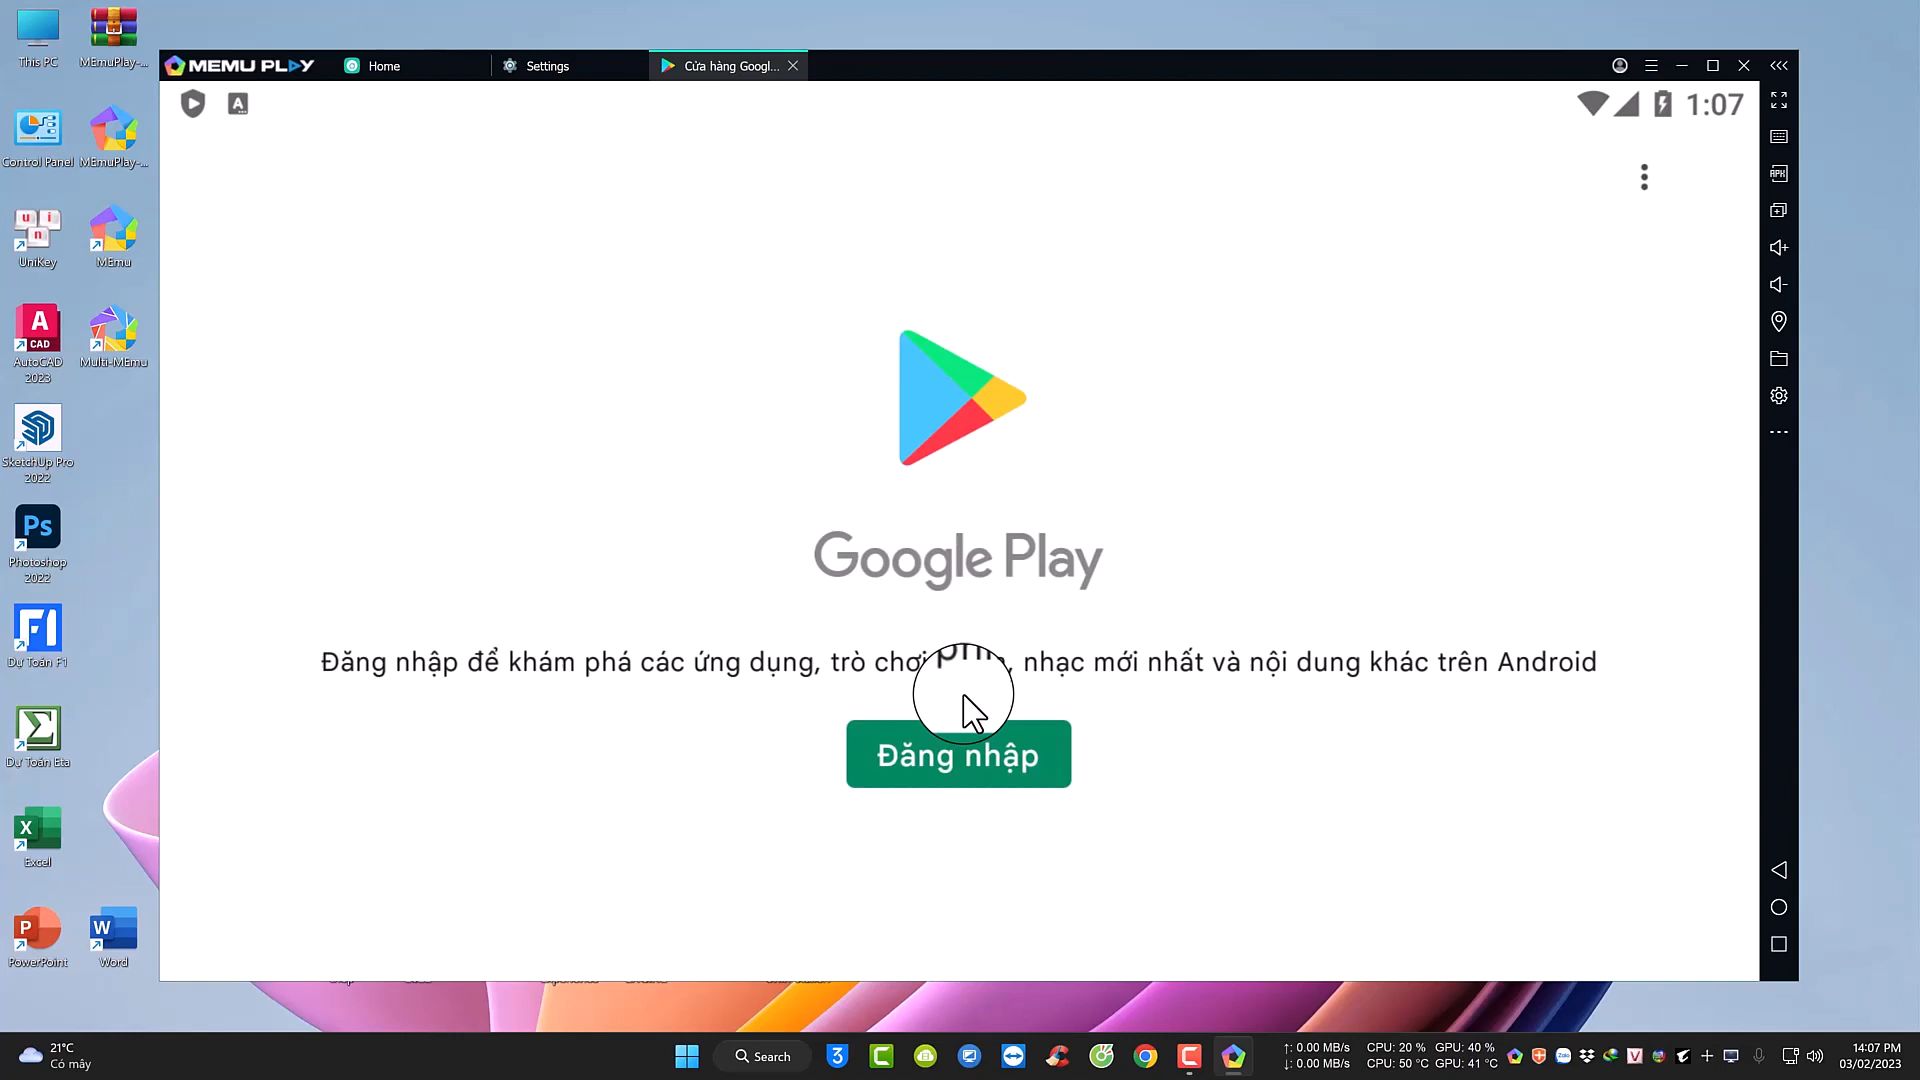 This PC
MEmuPlay-...
Control Panel
MEmuPlay-...
UniKey
MEmu
AutoCAD
2023
Multi-MEmu
SketchUp Pro
2022
Photoshop
2022
Dự Toán F1
Dự Toán Eta
Excel
PowerPoint
Word
MEMU PLAY
Home
Settings
Cửa hàng Googl...
1:07
Google Play
Đăng nhập để khám phá các ứng dụng, trò chơi, nhạc mới nhất và nội dung khác trên Android
Đăng nhập
21°C
Có mây
Search
↑: 0.00 MB/s
↓: 0.00 MB/s
CPU: 20 % GPU: 40 %
CPU: 50 °C GPU: 41 °C
14:07 PM
03/02/2023